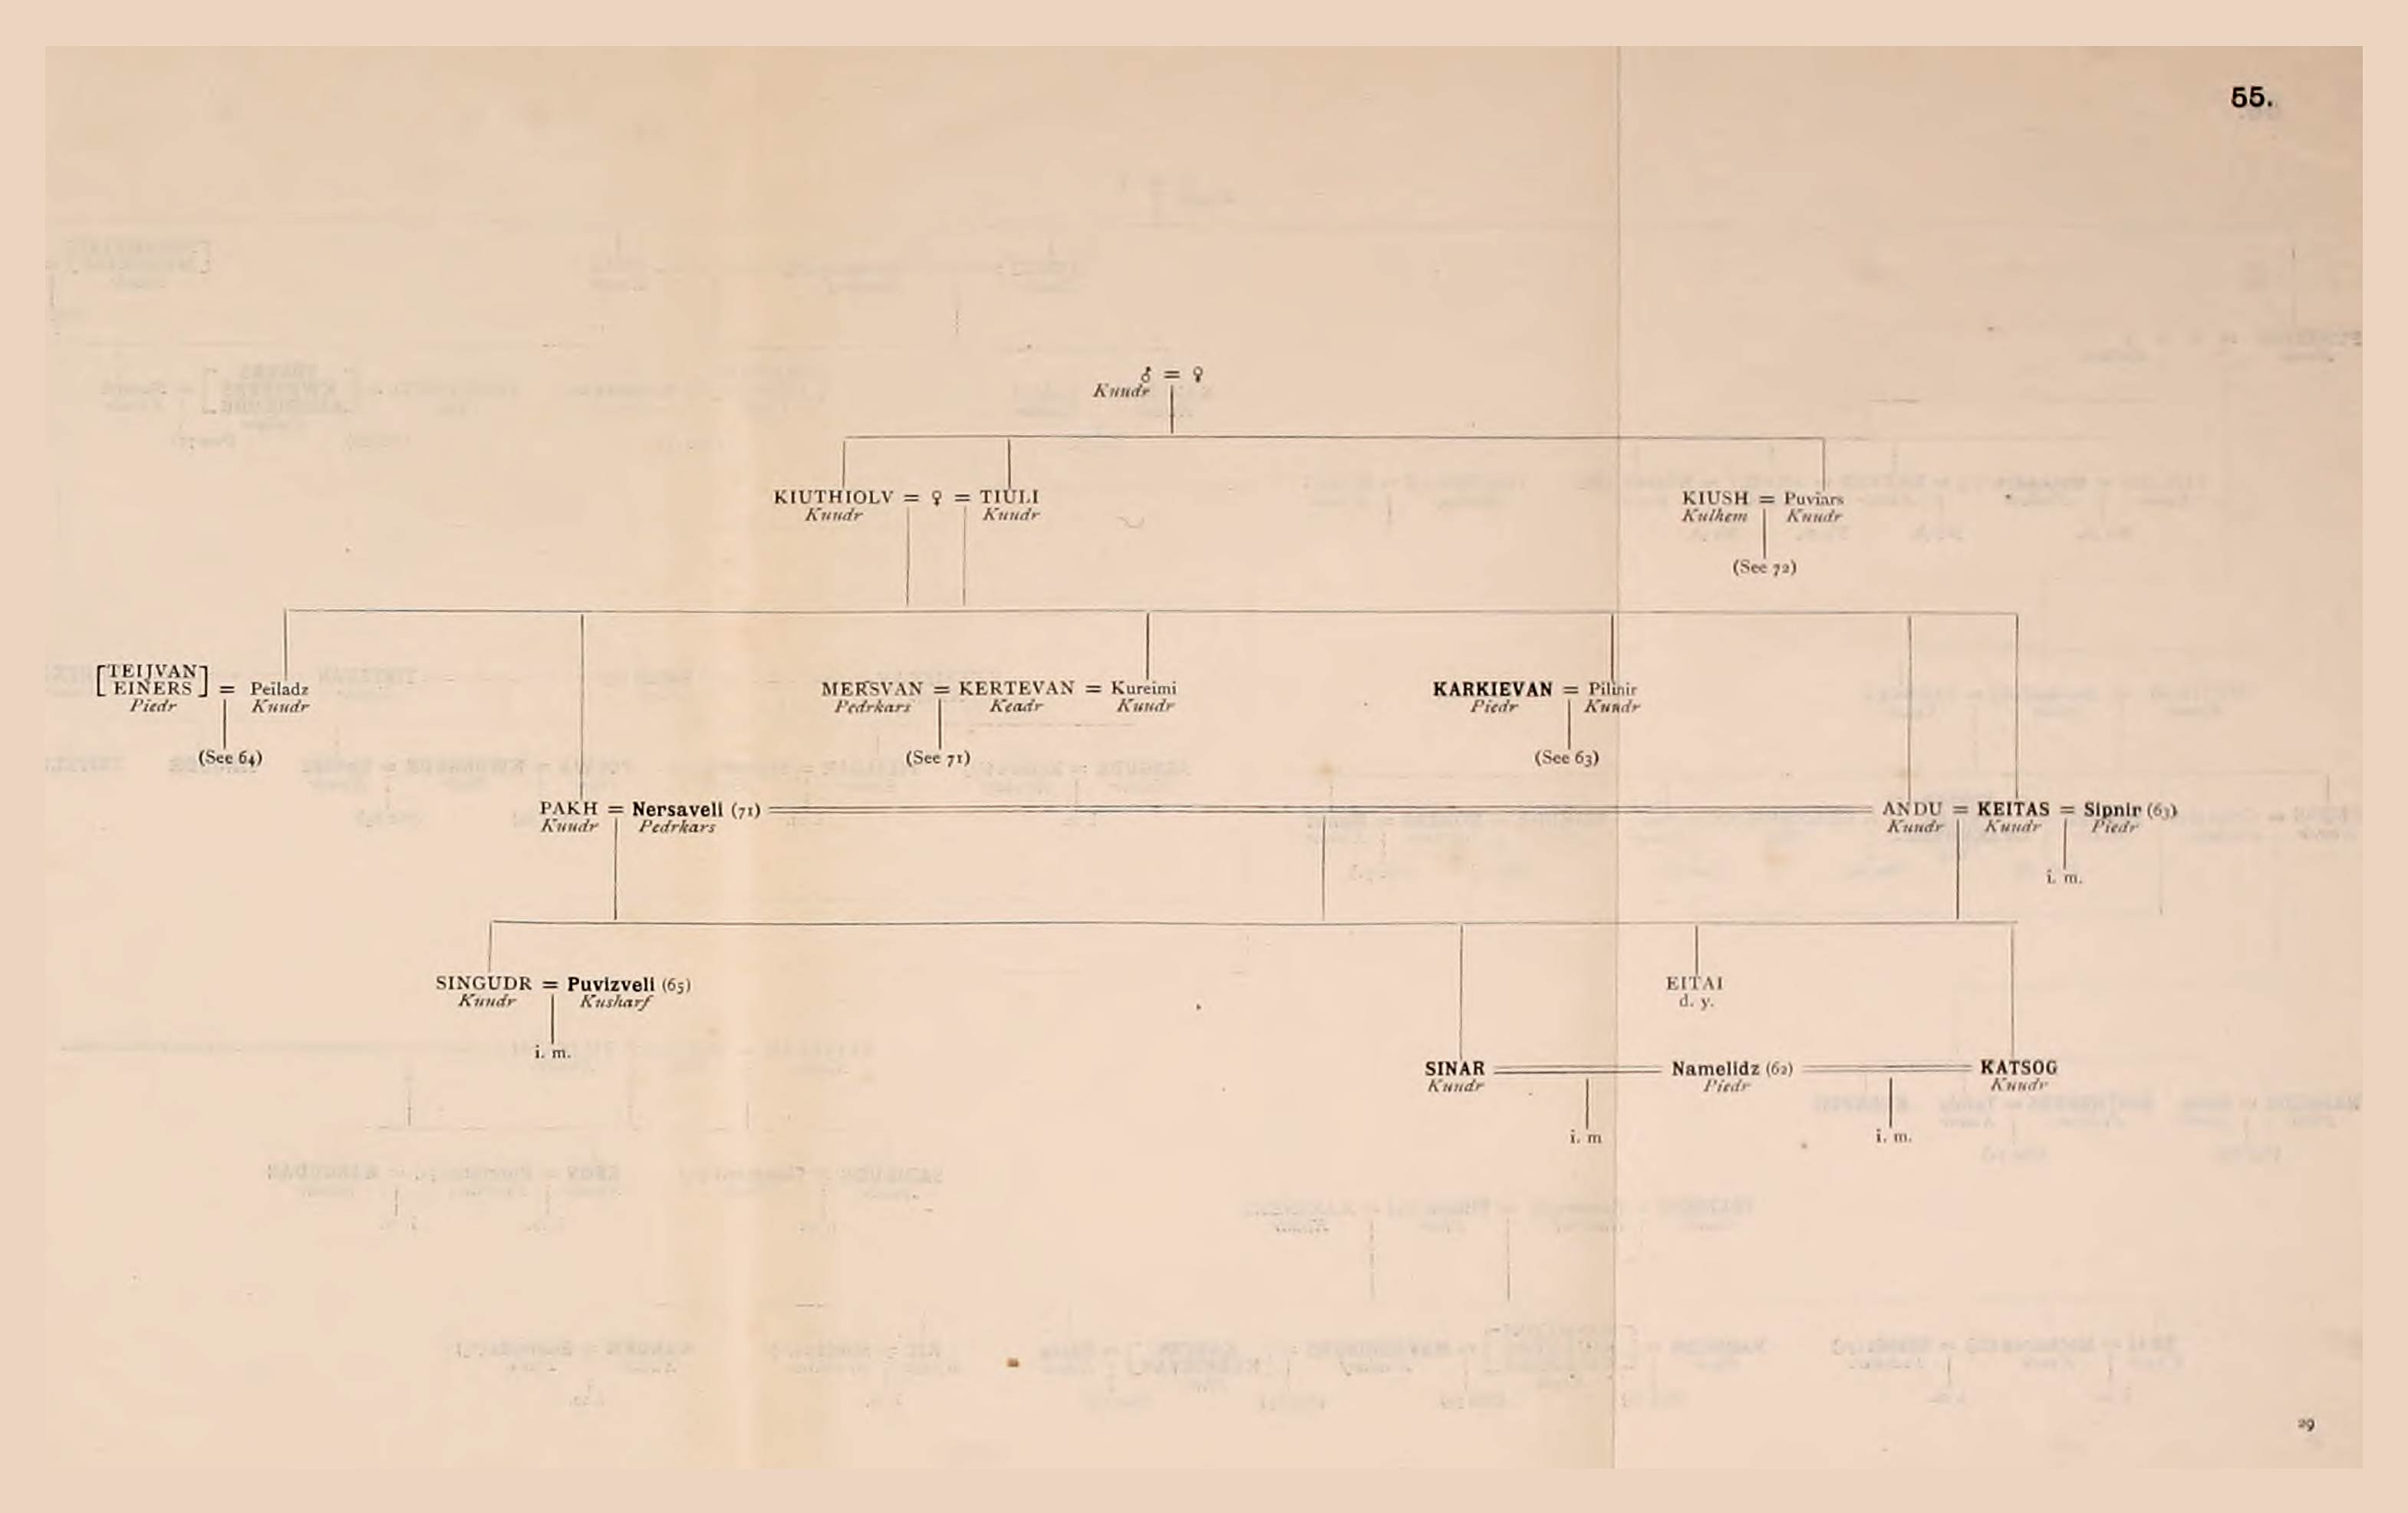 55.
♂ = ♀
Kuudr
KIUTHIOLV = ♀ = TIULI
Kuudr Kuudr
KIUSH = Puviars
Kulhem Kuudr
(See 72)
[TEIJVAN
EINERS] = Peiladz
Piedr Kuudr
(See 64)
MERSVAN = KERTEVAN = Kureimi
Pedrkars Keadr Kuudr
(See 71)
KARKIEVAN = Pilinir
Piedr Kuudr
(See 63)
PAKH = Nersaveli (71) = ANDU = KEITAS = Sipnir (63)
Kuudr Pedrkars Kuudr Kuudr Piedr
i. m.
SINGUDR = Puvizveli (65)
Kuudr Kusharf
i. m.
EITAI
d. y.
SINAR = Namelidz (62) = KATSOG
Kuudr Piedr Kuudr
i. m i. m.
29